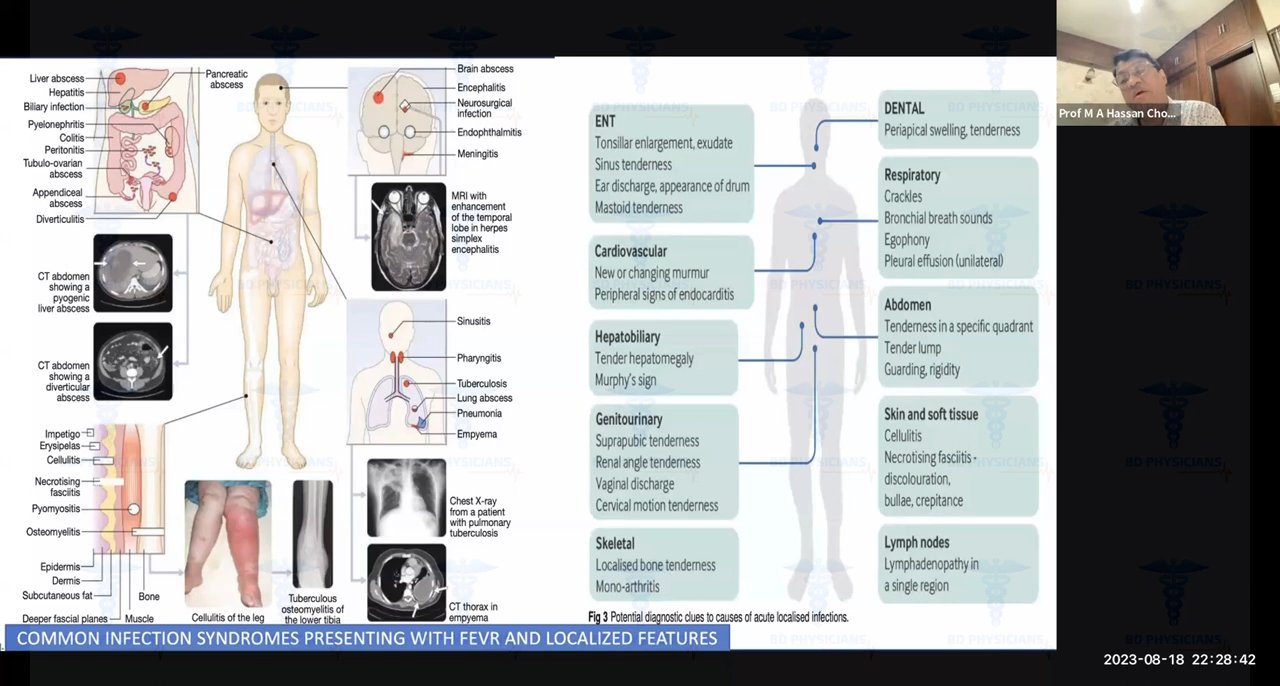 Liver abscess
Hepatitis
Biliary infection
Pyelonephritis
Colitis
Peritonitis
Tubulo-ovarian
abscess
Appendiceal
abscess
Diverticulitis
Pancreatic
abscess
Brain abscess
Encephalitis
Neurosurgical
infection
Endophthalmitis
Meningitis
MRI with
enhancement
of the temporal
lobe in herpes
simplex
encephalitis
CT abdomen
showing a
pyogenic
liver abscess
CT abdomen
showing a
diverticular
abscess
Sinusitis
Pharyngitis
Tuberculosis
Lung abscess
Pneumonia
Empyema
Impetigo
Erysipelas
Cellulitis
Necrotising
fasciitis
Pyomyositis
Osteomyelitis
Epidermis
Dermis
Subcutaneous fat
Deeper fascial planes
Muscle
Bone
Cellulitis of the leg
Tuberculous
osteomyelitis of
the lower tibia
Chest X-ray
from a patient
with pulmonary
tuberculosis
CT thorax in
empyema
COMMON INFECTION SYNDROMES PRESENTING WITH FEVR AND LOCALIZED FEATURES
ENT
Tonsillar enlargement, exudate
Sinus tenderness
Ear discharge, appearance of drum
Mastoid tenderness
Cardiovascular
New or changing murmur
Peripheral signs of endocarditis
Hepatobiliary
Tender hepatomegaly
Murphy's sign
Genitourinary
Suprapubic tenderness
Renal angle tenderness
Vaginal discharge
Cervical motion tenderness
Skeletal
Localised bone tenderness
Mono-arthritis
DENTAL
Periapical swelling, tenderness
Respiratory
Crackles
Bronchial breath sounds
Egophony
Pleural effusion (unilateral)
Abdomen
Tenderness in a specific quadrant
Tender lump
Guarding, rigidity
Skin and soft tissue
Cellulitis
Necrotising fasciitis -
discolouration,
bullae, crepitance
Lymph nodes
Lymphadenopathy in
a single region
Fig 3 Potential diagnostic clues to causes of acute localised infections.
Prof M A Hassan Cho...
BD PHYSICIANS
2023-08-18 22:28:42